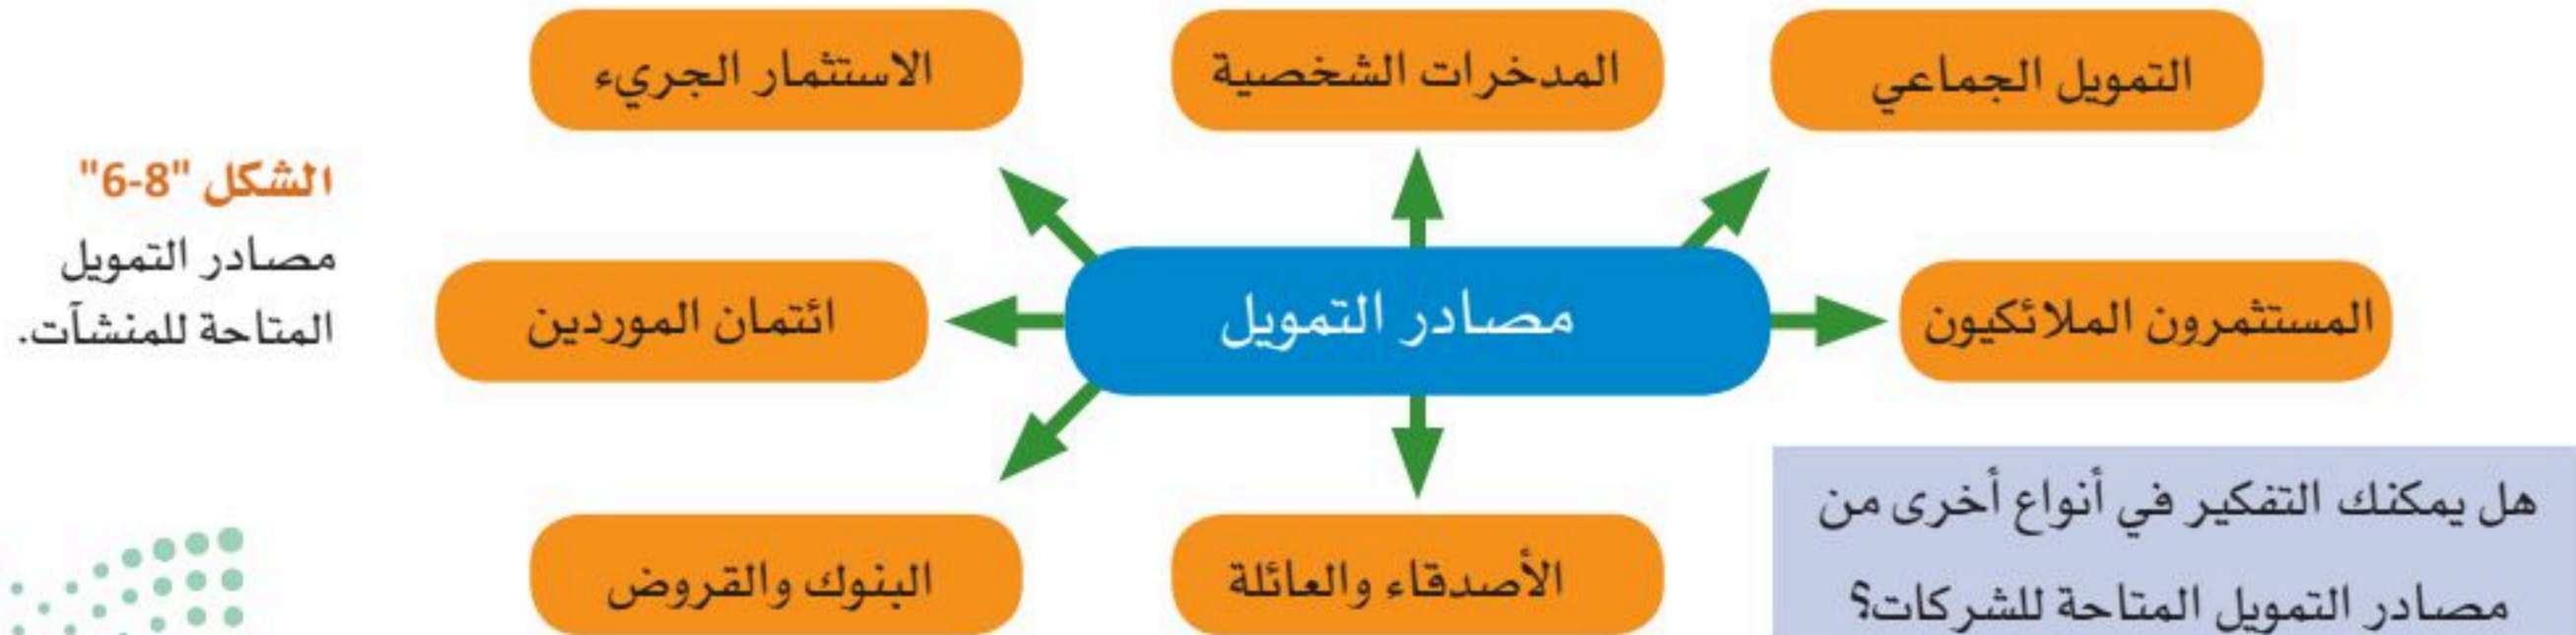 التمويل الجماعي
المدخرات الشخصية
الاستثمار الجريء
الشكل "8-6"
مصادر التمويل
المتاحة للمنشآت.
المستثمرون الملائكيون
مصادر التمويل
ائتمان الموردين
الأصدقاء والعائلة
البنوك والقروض
هل يمكنك التفكير في أنواع أخرى من
مصادر التمويل المتاحة للشركات؟